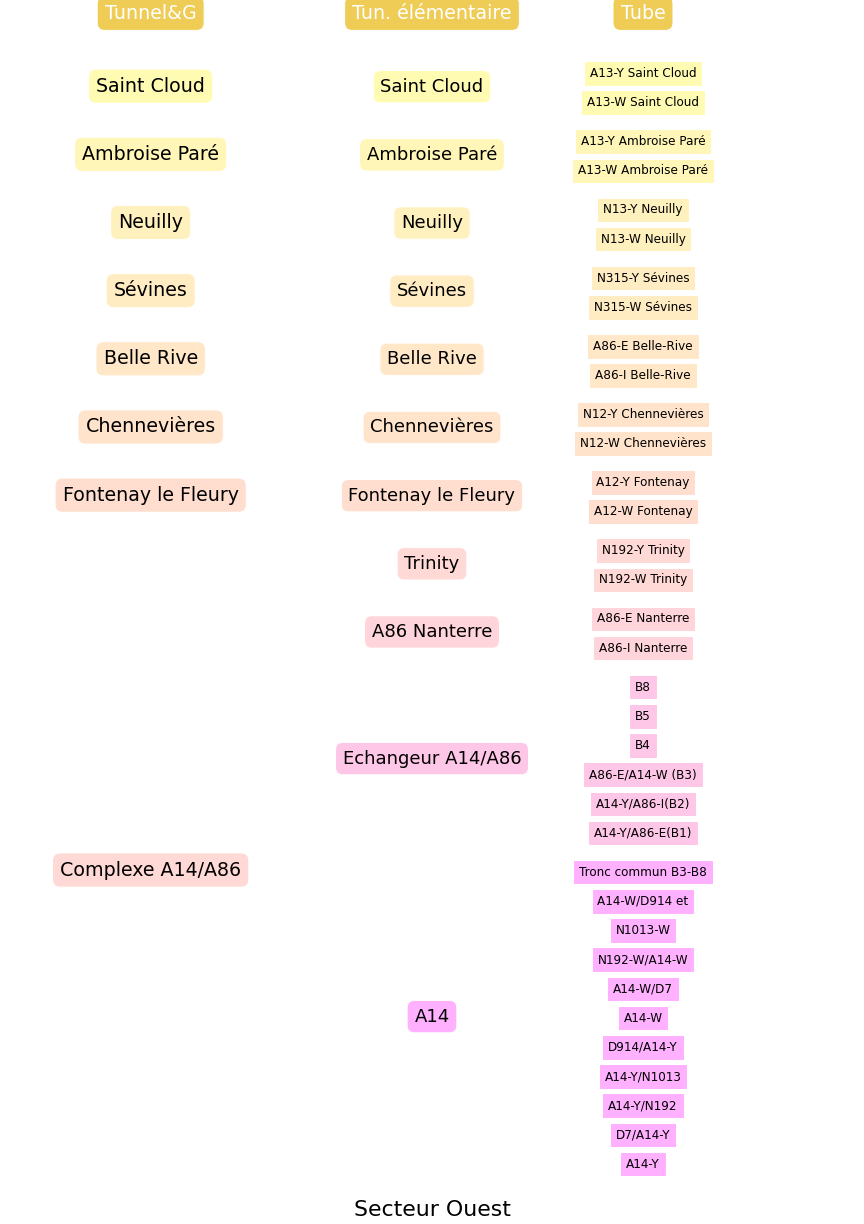 Tunnel&G
Tun. élémentaire
Tube
Saint Cloud
Saint Cloud
A13-Y Saint Cloud
A13-W Saint Cloud
Ambroise Paré
Ambroise Paré
A13-Y Ambroise Paré
A13-W Ambroise Paré
Neuilly
Neuilly
N13-Y Neuilly
N13-W Neuilly
Sévines
Sévines
N315-Y Sévines
N315-W Sévines
Belle Rive
Belle Rive
A86-E Belle-Rive
A86-I Belle-Rive
Chennevières
Chennevières
N12-Y Chennevières
N12-W Chennevières
Fontenay le Fleury
Fontenay le Fleury
A12-Y Fontenay
A12-W Fontenay
Trinity
N192-Y Trinity
N192-W Trinity
A86 Nanterre
A86-E Nanterre
A86-I Nanterre
Echangeur A14/A86
B8
B5
B4
A86-E/A14-W (B3)
A14-Y/A86-I(B2)
A14-Y/A86-E(B1)
Complexe A14/A86
A14
Tronc commun B3-B8
A14-W/D914 et
N1013-W
N192-W/A14-W
A14-W/D7
A14-W
D914/A14-Y
A14-Y/N1013
A14-Y/N192
D7/A14-Y
A14-Y
Secteur Ouest